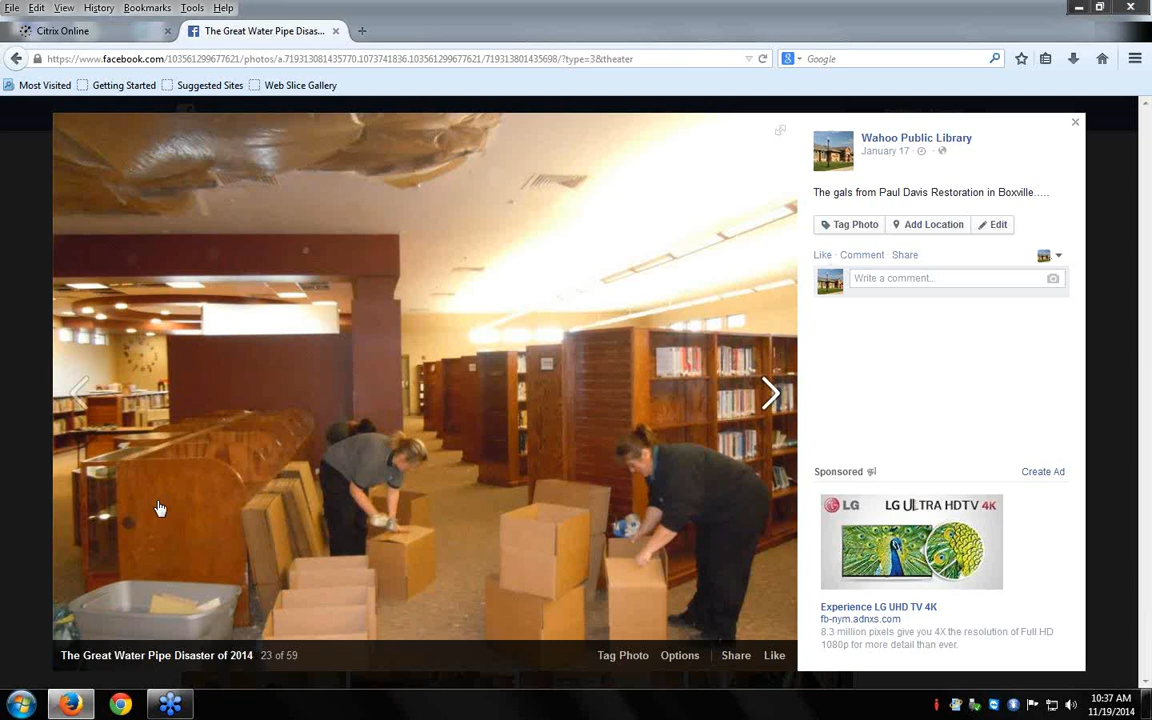 File Edit View History Bookmarks Tools Help
Citrix Online
The Great Water Pipe Disas...
https://www.facebook.com/103561299677621/photos/a.719313081435770.1073741836.103561299677621/719313801435698/?type=3&theater
Google
Most Visited Getting Started Suggested Sites Web Slice Gallery
Wahoo Public Library
January 17
The gals from Paul Davis Restoration in Boxville.....
Tag Photo Add Location Edit
Like · Comment · Share
Write a comment..
Sponsored Create Ad
LG LG ULTRA HDTV 4K
Experience LG UHD TV 4K
fb-nym.adnxs.com
8.3 million pixels give you 4X the resolution of Full HD
1080p for more detail than ever.
The Great Water Pipe Disaster of 2014 23 of 59 Tag Photo Options Share Like
10:37 AM
11/19/2014